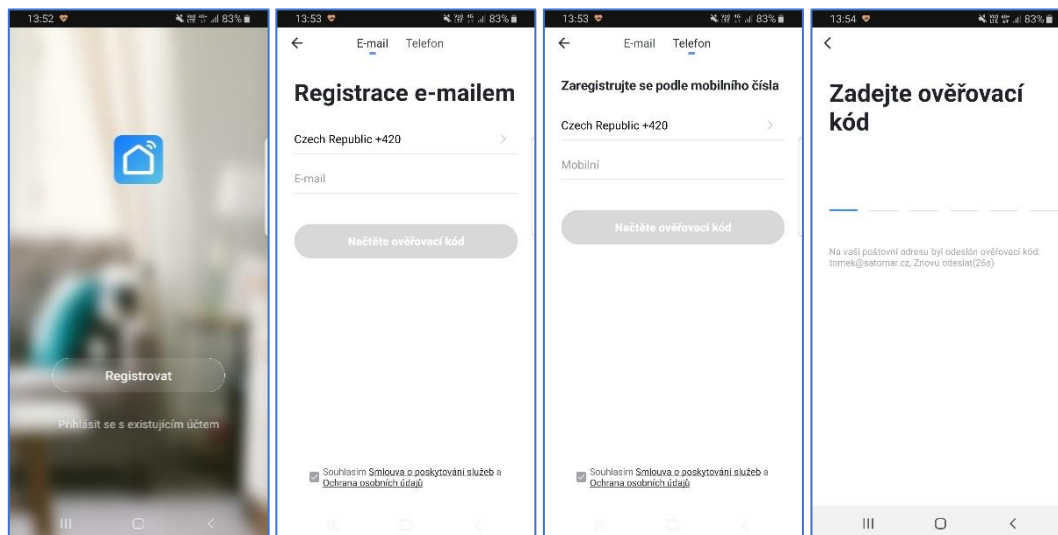 13:52
83%
Registrovat
Přihlásit se s existujícím účtem
13:53
83%
E-mail Telefon
Registrace e-mailem
Czech Republic +420
E-mail
Načtěte ověřovací kód
Souhlasím Smlouva o poskytování služeb a
Ochrana osobních údajů
13:53
83%
E-mail Telefon
Zaregistrujte se podle mobilního čísla
Czech Republic +420
Mobilní
Načtěte ověřovací kód
Souhlasím Smlouva o poskytování služeb a
Ochrana osobních údajů
13:54
83%
Zadejte ověřovací
kód
Na vaši poštovní adresu byl odeslán ověřovací kód:
tomek@satomar.cz, Znovu odeslat(26s)